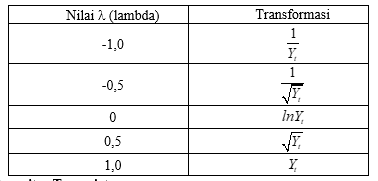 Nilai λ (lambda) Transformasi
-1,0 1/Yₜ
-0,5 1/√Yₜ
0 lnYₜ
0,5 √Yₜ
1,0 Yₜ